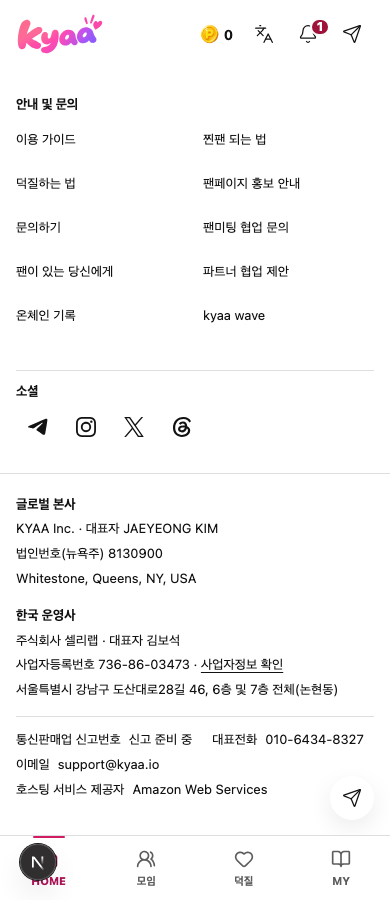 kyaa
P 0
1
안내 및 문의
이용 가이드
찐팬 되는 법
덕질하는 법
팬페이지 홍보 안내
문의하기
팬미팅 협업 문의
팬이 있는 당신에게
파트너 협업 제안
온체인 기록
kyaa wave
소셜
글로벌 본사
KYAA Inc. · 대표자 JAEYEONG KIM
법인번호(뉴욕주) 8130900
Whitestone, Queens, NY, USA
한국 운영사
주식회사 셀리랩 · 대표자 김보석
사업자등록번호 736-86-03473 · 사업자정보 확인
서울특별시 강남구 도산대로28길 46, 6층 및 7층 전체(논현동)
통신판매업 신고번호 신고 준비 중 대표전화 010-6434-8327
이메일 support@kyaa.io
호스팅 서비스 제공자 Amazon Web Services
N
HOME
모임
덕질
MY